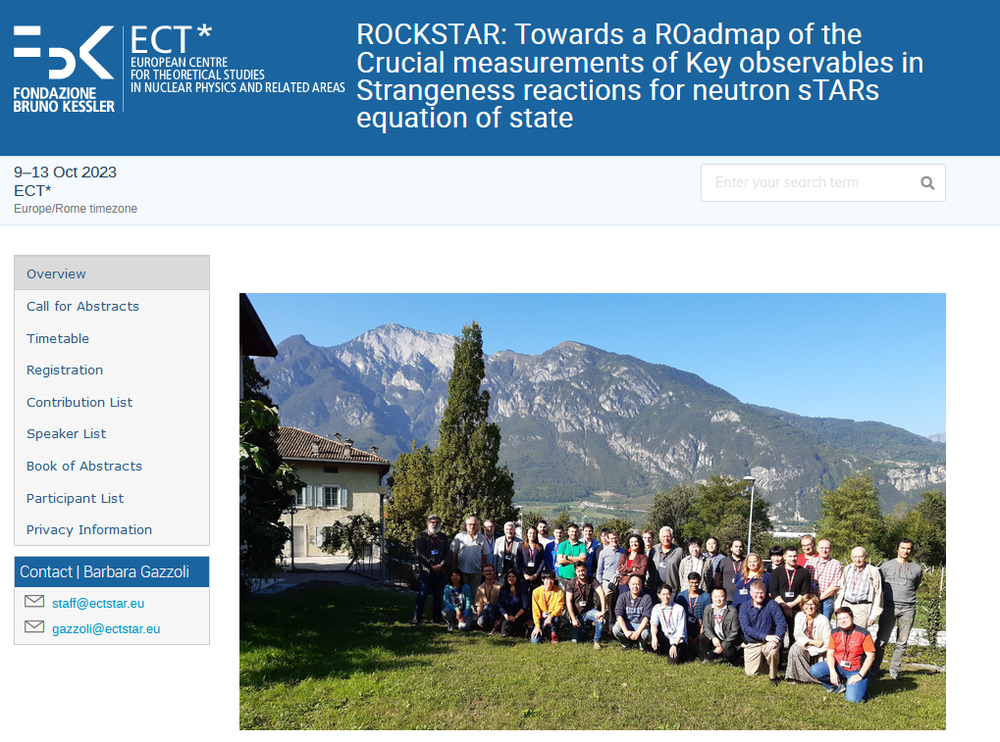 FONDAZIONE
BRUNO KESSLER
ECT*
EUROPEAN CENTRE
FOR THEORETICAL STUDIES
IN NUCLEAR PHYSICS AND RELATED AREAS
ROCKSTAR: Towards a ROadmap of the
Crucial measurements of Key observables in
Strangeness reactions for neutron sTARs
equation of state
9–13 Oct 2023
ECT*
Europe/Rome timezone
Enter your search term
Overview
Call for Abstracts
Timetable
Registration
Contribution List
Speaker List
Book of Abstracts
Participant List
Privacy Information
Contact | Barbara Gazzoli
staff@ectstar.eu
gazzoli@ectstar.eu